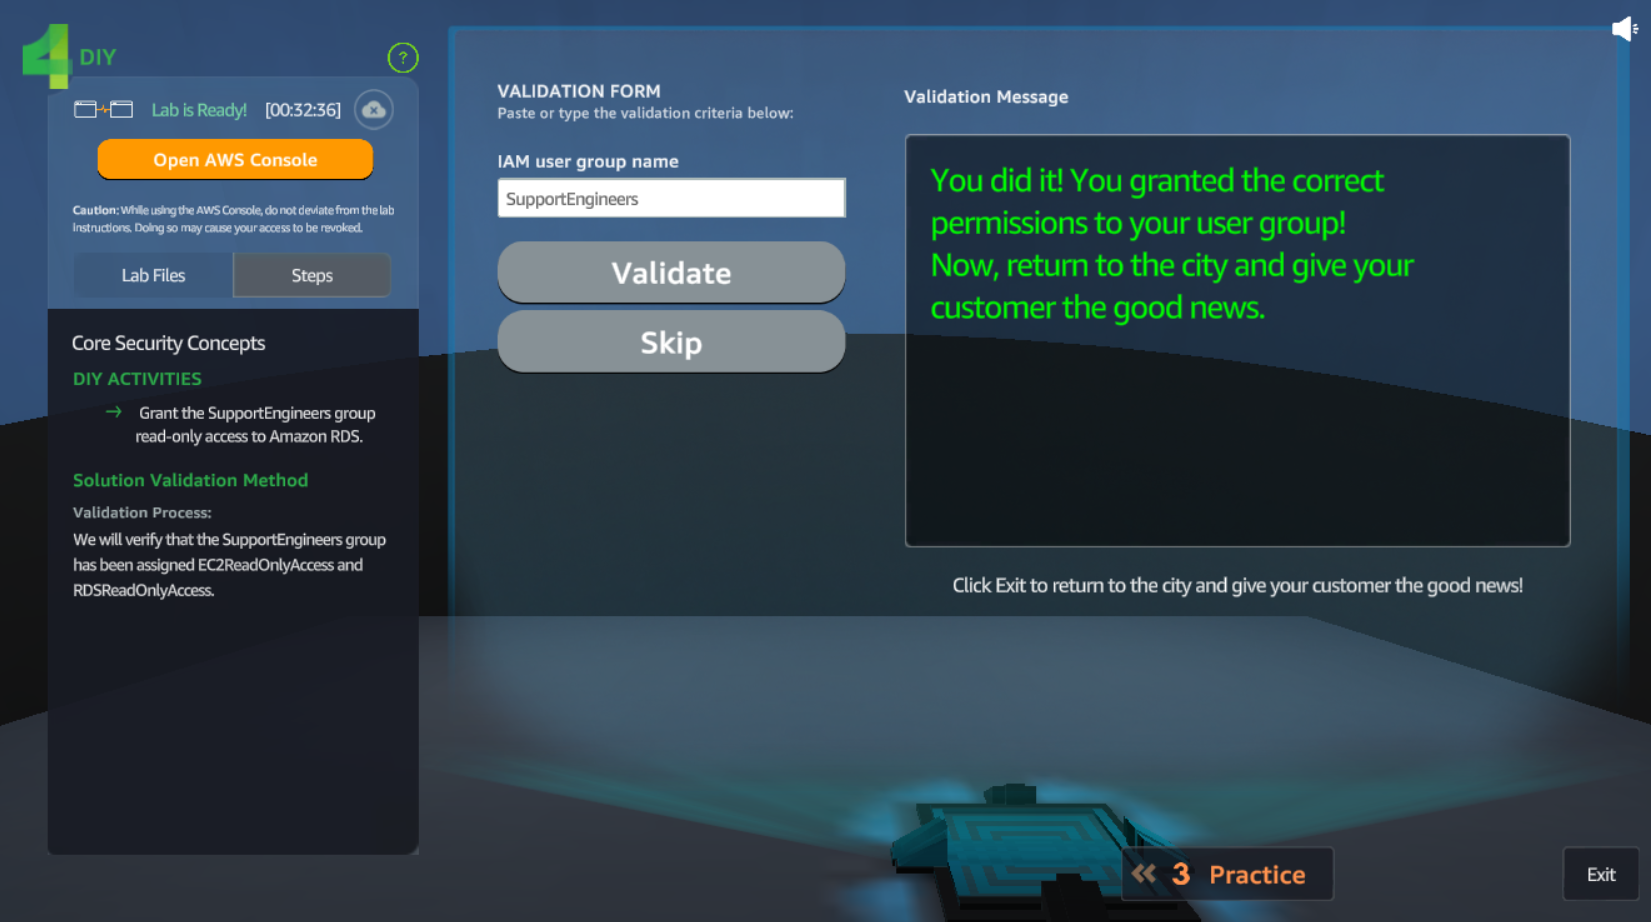 4 DIY
?
Lab is Ready! [00:32:36]
Open AWS Console
Caution: While using the AWS Console, do not deviate from the lab
instructions. Doing so may cause your access to be revoked.
Lab Files
Steps
Core Security Concepts
DIY ACTIVITIES
→ Grant the SupportEngineers group
read-only access to Amazon RDS.
Solution Validation Method
Validation Process:
We will verify that the SupportEngineers group
has been assigned EC2ReadOnlyAccess and
RDSReadOnlyAccess.
VALIDATION FORM
Paste or type the validation criteria below:
IAM user group name
SupportEngineers
Validate
Skip
Validation Message
You did it! You granted the correct
permissions to your user group!
Now, return to the city and give your
customer the good news.
Click Exit to return to the city and give your customer the good news!
« 3 Practice
Exit